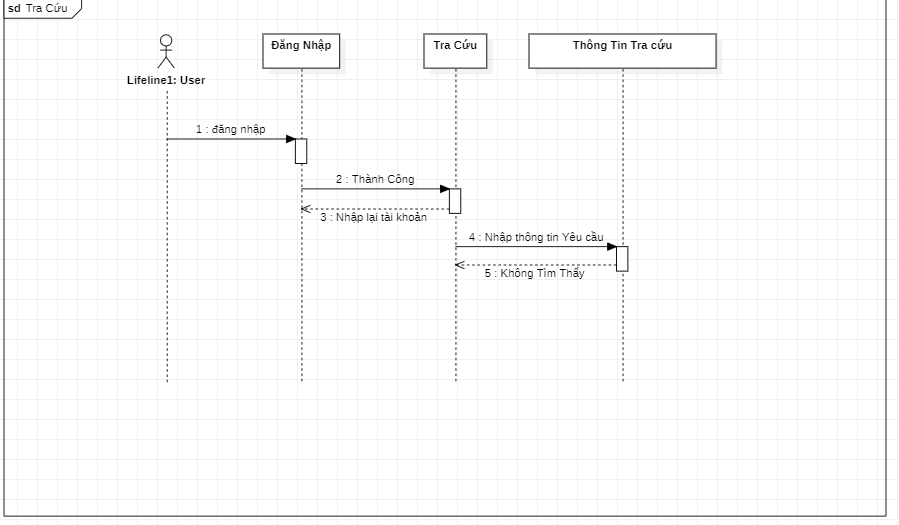 sd Tra Cứu
Đăng Nhập
Tra Cứu
Thông Tin Tra cứu
Lifeline1: User
1 : đăng nhập
2 : Thành Công
3 : Nhập lại tài khoản
4 : Nhập thông tin Yêu cầu
5 : Không Tìm Thấy